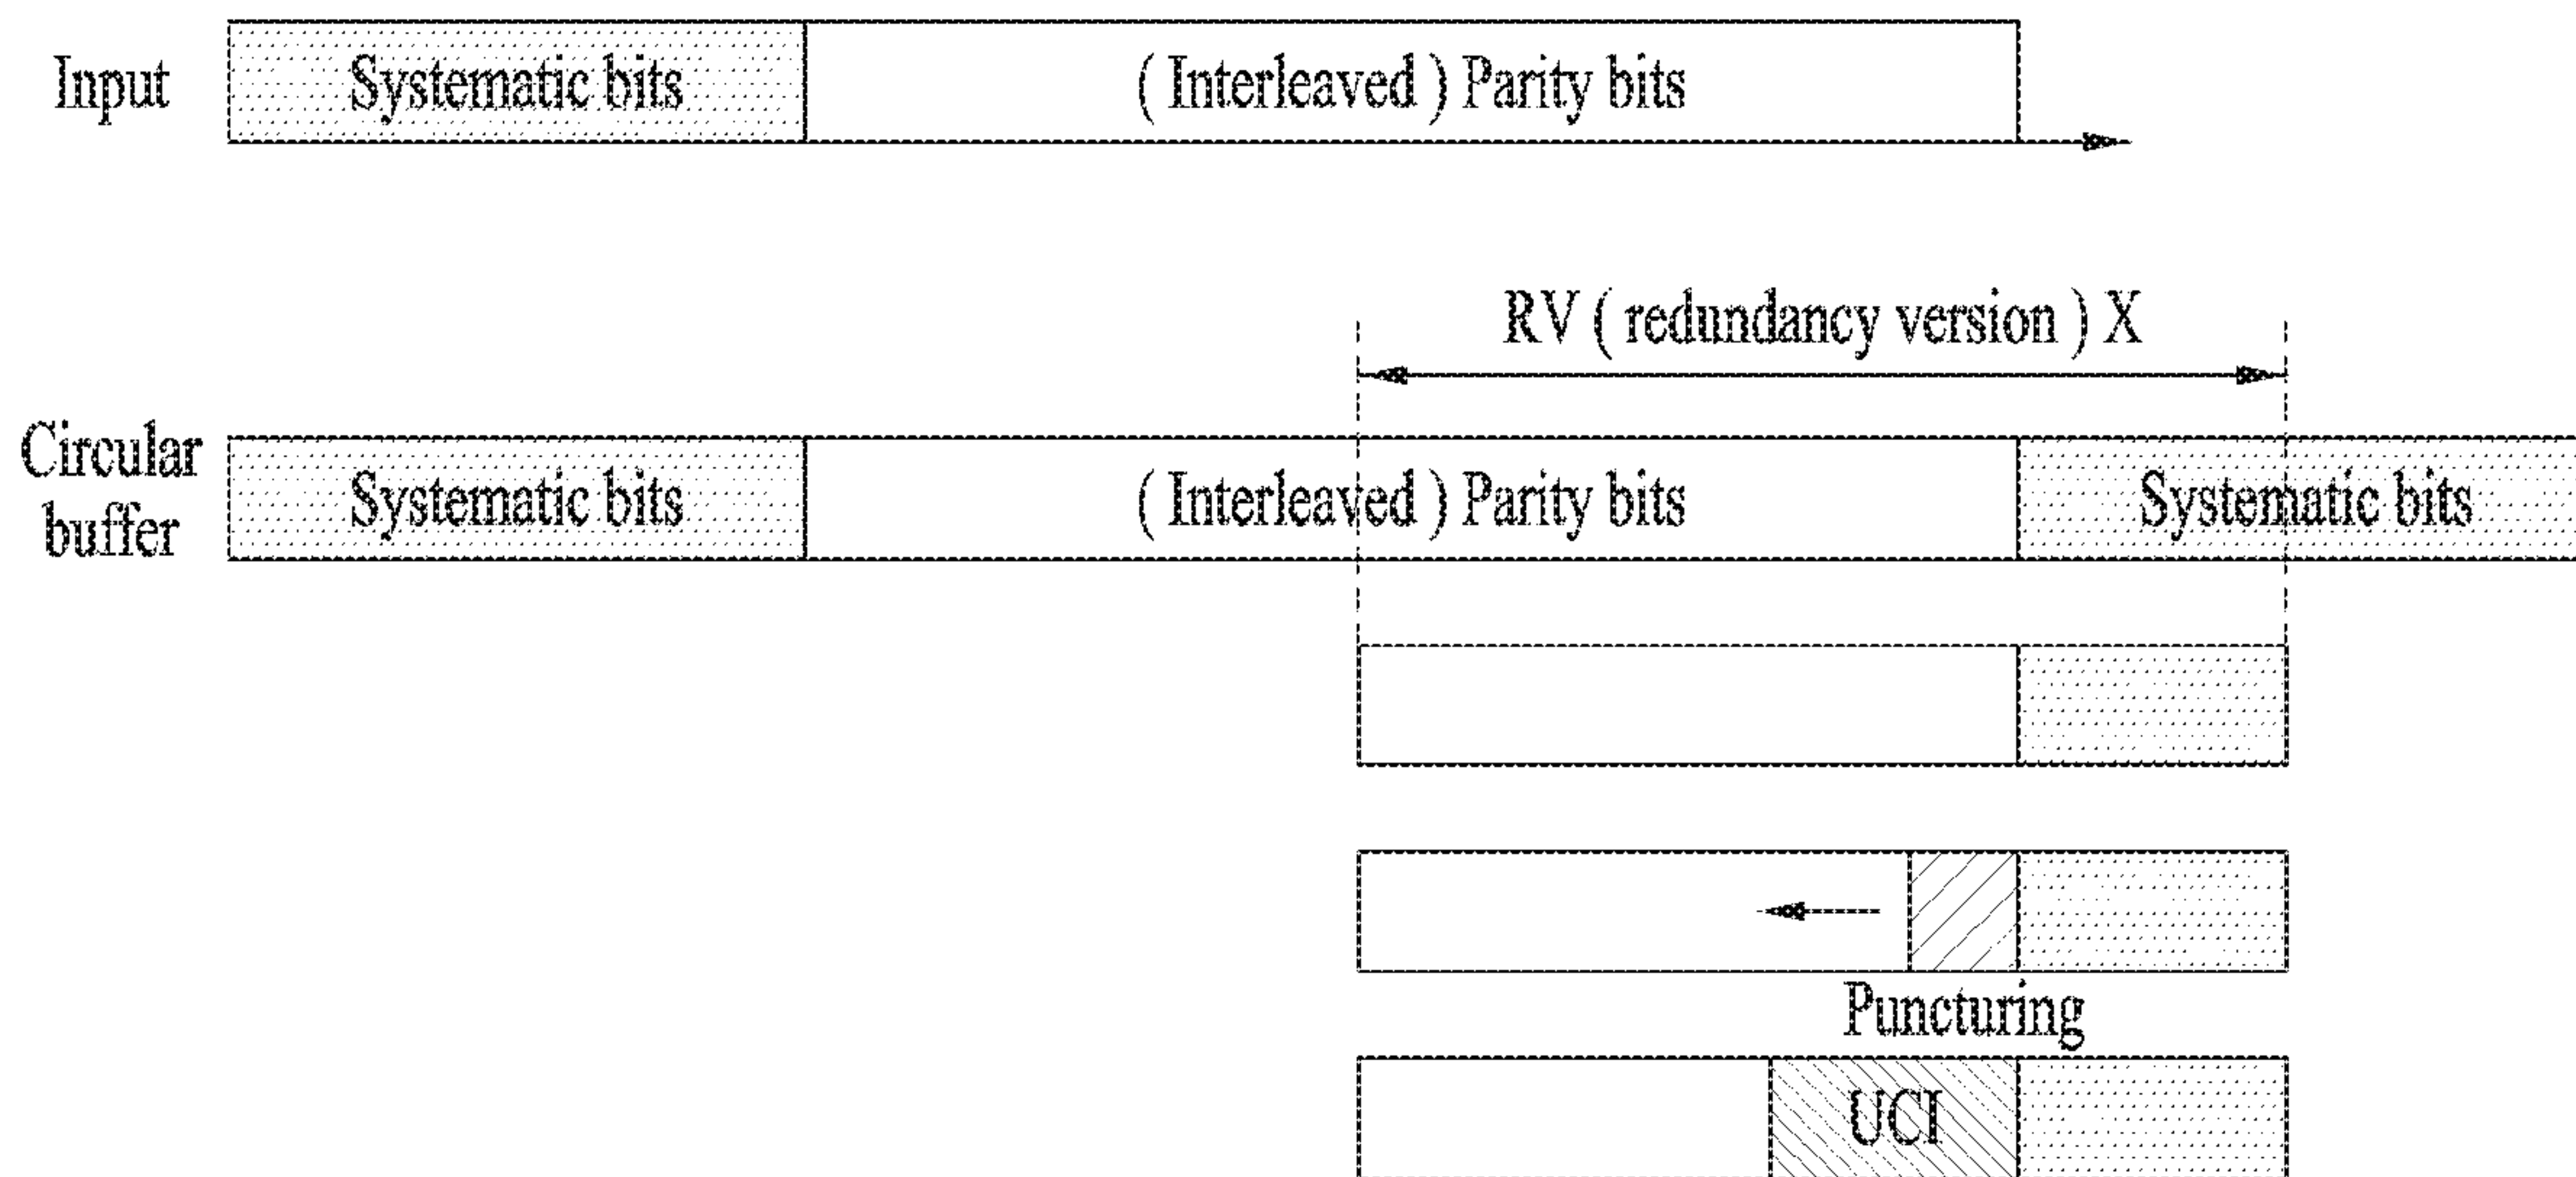 Input
Systematic bits
( Interleaved ) Parity bits
RV ( redundancy version ) X
Circular
buffer
Systematic bits
( Interleaved ) Parity bits
Systematic bits
Puncturing
UCI